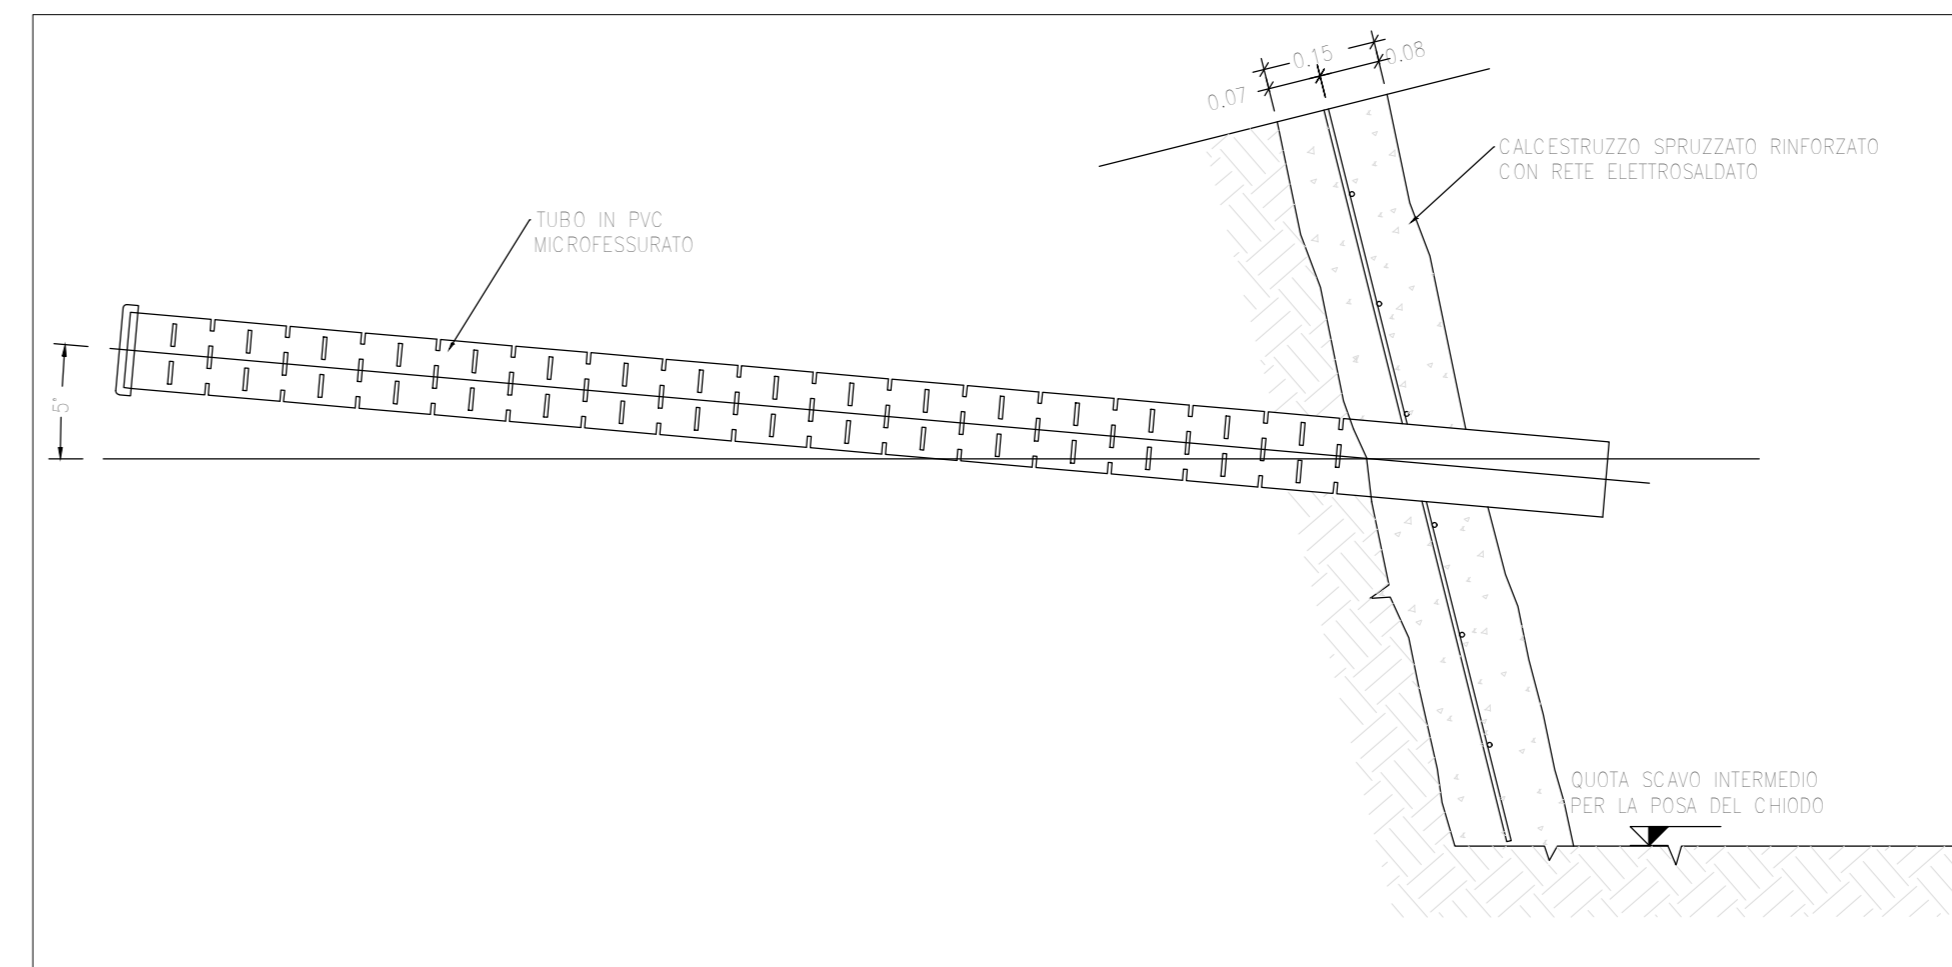 0.15
0.08
0.07
CALCESTRUZZO SPRUZZATO RINFORZATO
CON RETE ELETTROSALDATO
TUBO IN PVC
MICROFESSURATO
5°
QUOTA SCAVO INTERMEDIO
PER LA POSA DEL CHIODO